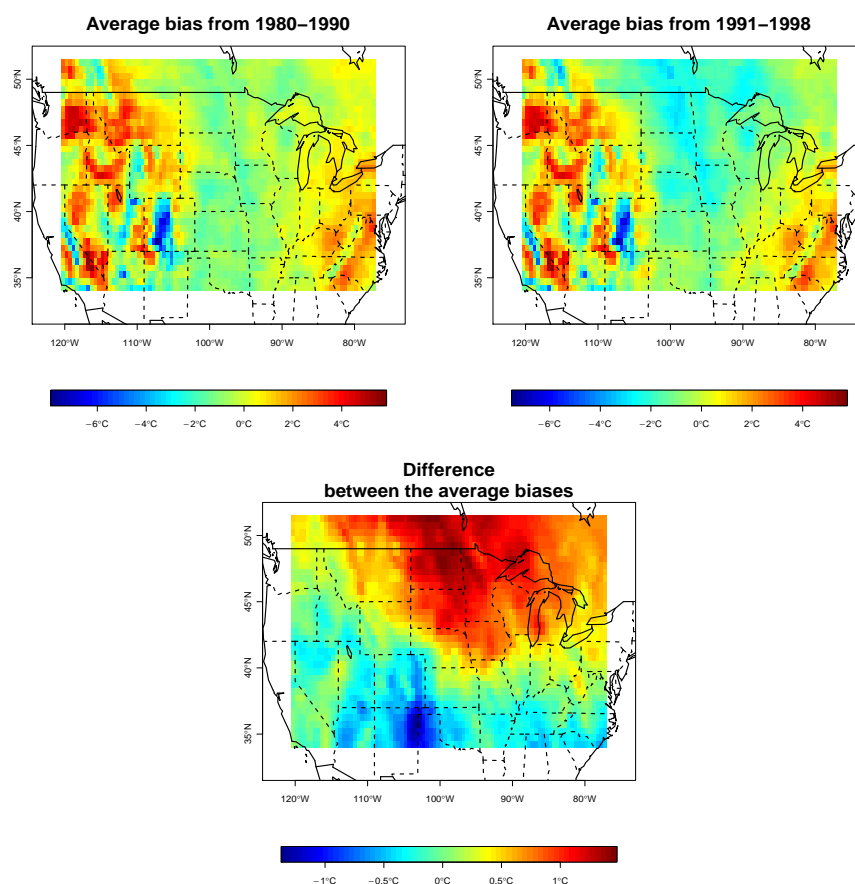 Average bias from 1980−1990
Average bias from 1991−1998
50°N
45°N
40°N
35°N
120°W 110°W 100°W 90°W 80°W
50°N
45°N
40°N
35°N
120°W 110°W 100°W 90°W 80°W
−6°C −4°C −2°C 0°C 2°C 4°C
−6°C −4°C −2°C 0°C 2°C 4°C
Difference
between the average biases
50°N
45°N
40°N
35°N
120°W 110°W 100°W 90°W 80°W
−1°C −0.5°C 0°C 0.5°C 1°C